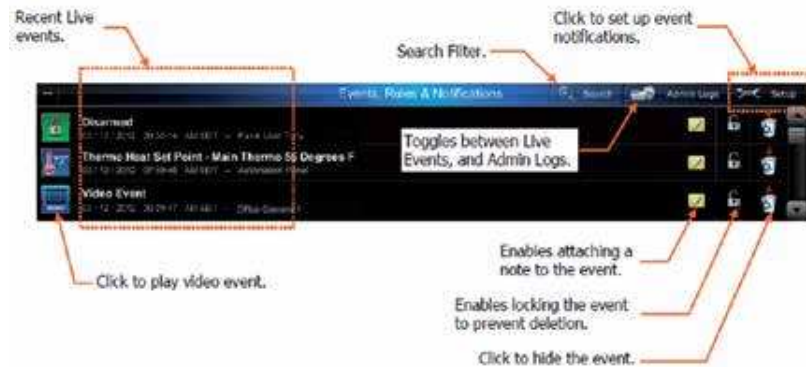 Recent Live
events.
Click to set up event
notifications.
Search Filter.
Events, Rules & Notifications
Search
Admin Logs
Setup
Disarmed
Toggles between Live
Events, and Admin Logs.
Thermo Heat Set Point - Main Thermo 55 Degrees F
Video Event
Click to play video event.
Enables attaching a
note to the event.
Enables locking the event
to prevent deletion.
Click to hide the event.